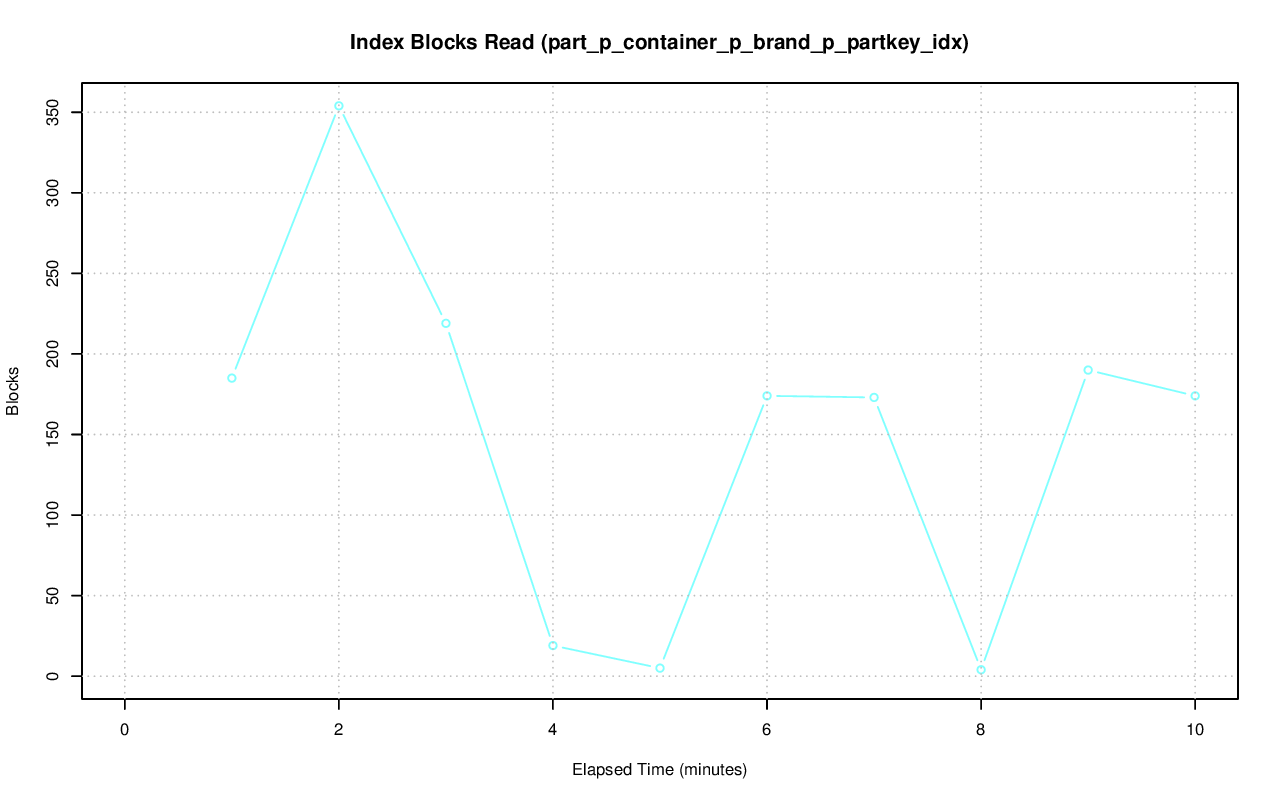 Index Blocks Read (part_p_container_p_brand_p_partkey_idx)
350
300
250
200
150
100
50
0
Blocks
0 2 4 6 8 10
Elapsed Time (minutes)